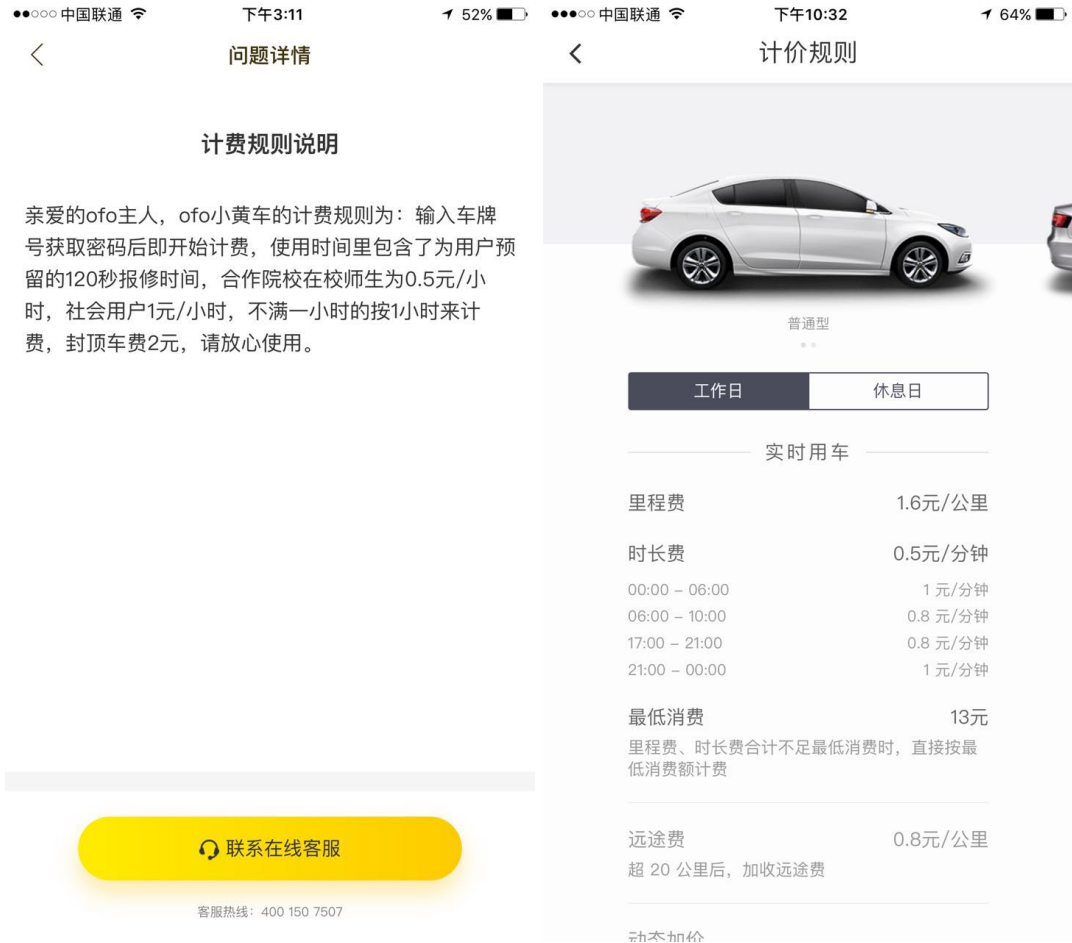 中国联通
下午3:11
52%
问题详情
计费规则说明
亲爱的ofo主人，ofo小黄车的计费规则为：输入车牌
号获取密码后即开始计费，使用时间里包含了为用户预
留的120秒报修时间，合作院校在校师生为0.5元/小
时，社会用户1元/小时，不满一小时的按1小时来计
费，封顶车费2元，请放心使用。
联系在线客服
客服热线：400 150 7507
中国联通
下午10:32
64%
计价规则
普通型
工作日
休息日
实时用车
里程费 1.6元/公里
时长费 0.5元/分钟
00:00 – 06:00 1 元/分钟
06:00 – 10:00 0.8 元/分钟
17:00 – 21:00 0.8 元/分钟
21:00 – 00:00 1 元/分钟
最低消费 13元
里程费、时长费合计不足最低消费时，直接按最
低消费额计费
远途费 0.8元/公里
超 20 公里后，加收远途费
动态加价